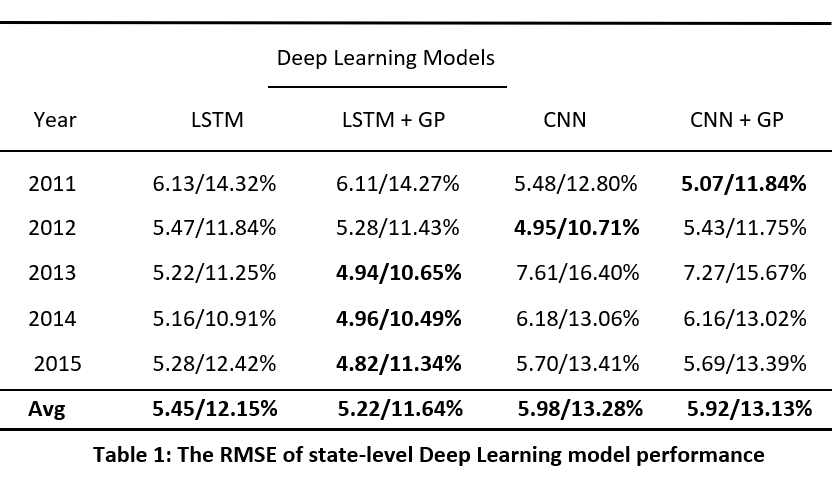 Deep Learning Models
Year LSTM LSTM + GP CNN CNN + GP
2011 6.13/14.32% 6.11/14.27% 5.48/12.80% 5.07/11.84%
2012 5.47/11.84% 5.28/11.43% 4.95/10.71% 5.43/11.75%
2013 5.22/11.25% 4.94/10.65% 7.61/16.40% 7.27/15.67%
2014 5.16/10.91% 4.96/10.49% 6.18/13.06% 6.16/13.02%
2015 5.28/12.42% 4.82/11.34% 5.70/13.41% 5.69/13.39%
Avg 5.45/12.15% 5.22/11.64% 5.98/13.28% 5.92/13.13%
Table 1: The RMSE of state-level Deep Learning model performance